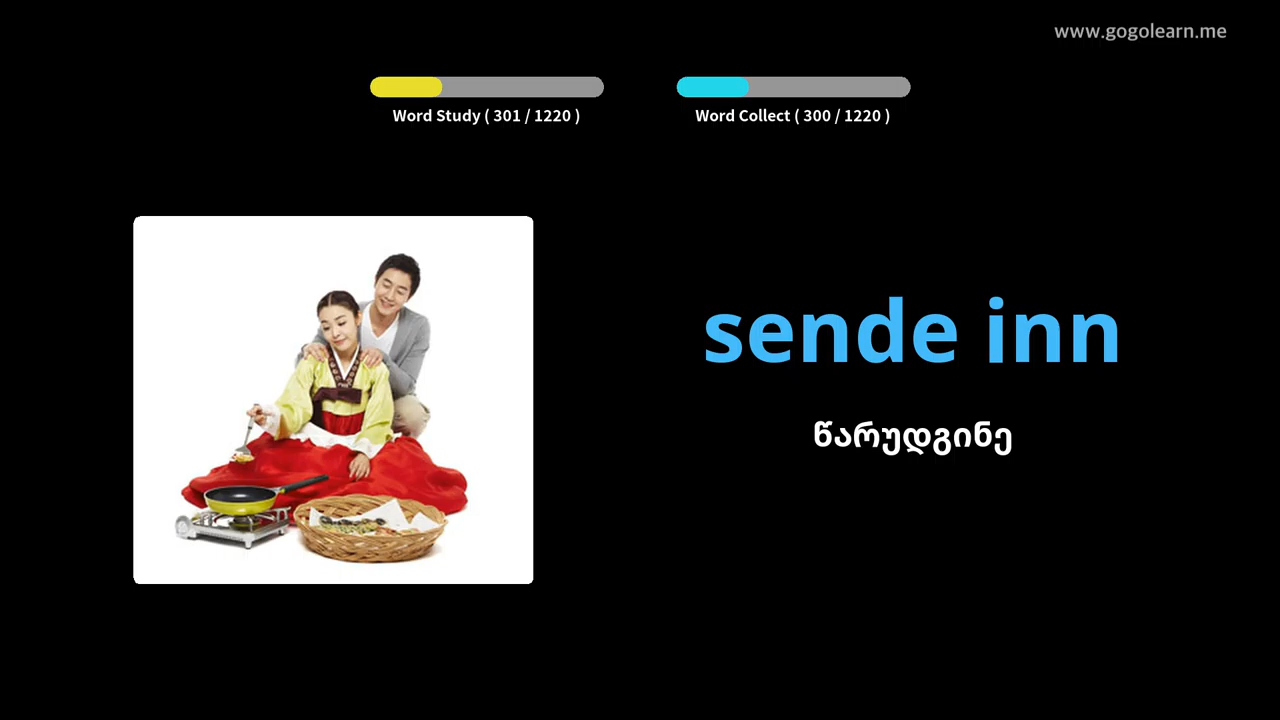 www.gogolearn.me
Word Study ( 301 / 1220 )
Word Collect ( 300 / 1220 )
sende inn
წარუდგინე